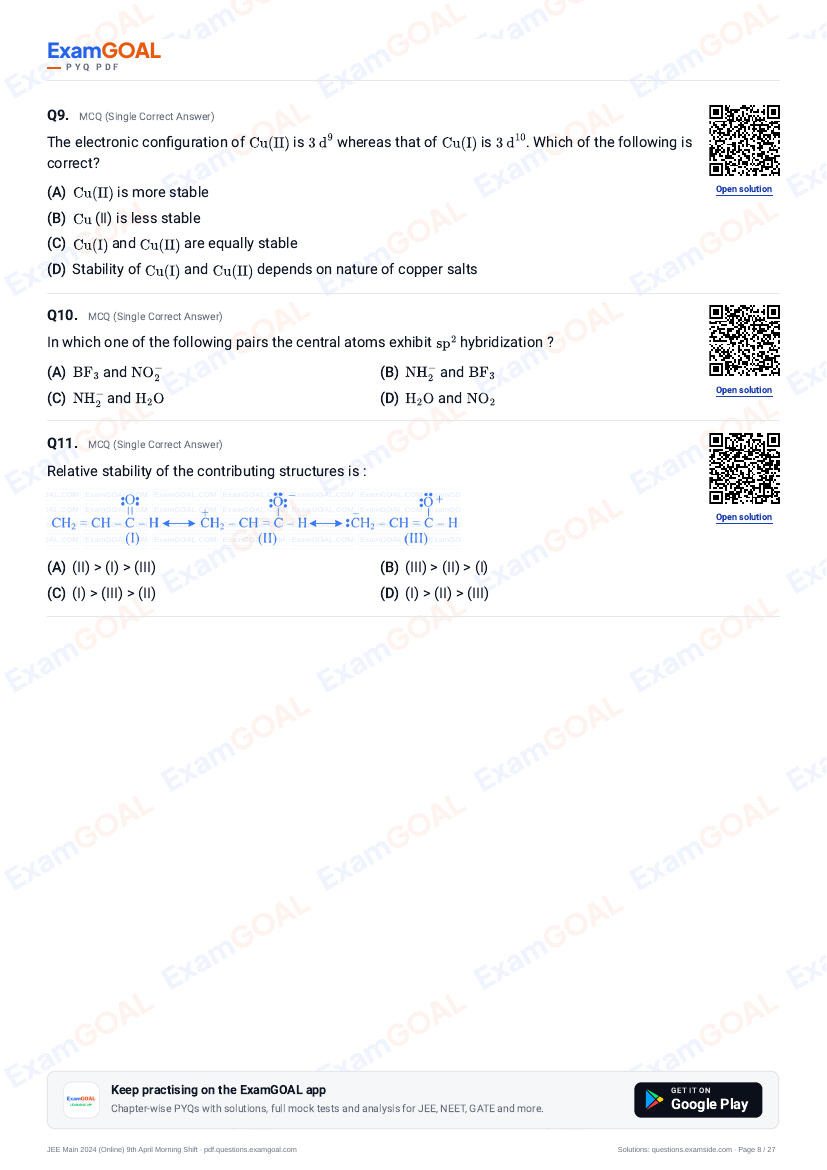 ExamGOAL
PYQ PDF
Q9. MCQ (Single Correct Answer)
The electronic configuration of Cu(II) is 3 d⁹ whereas that of Cu(I) is 3 d¹⁰. Which of the following is
correct?
Open solution
(A) Cu(II) is more stable
(B) Cu (II) is less stable
(C) Cu(I) and Cu(II) are equally stable
(D) Stability of Cu(I) and Cu(II) depends on nature of copper salts
Q10. MCQ (Single Correct Answer)
In which one of the following pairs the central atoms exhibit sp² hybridization ?
(A) BF₃ and NO₂⁻ (B) NH₂⁻ and BF₃
Open solution
(C) NH₂⁻ and H₂O (D) H₂O and NO₂
Q11. MCQ (Single Correct Answer)
Relative stability of the contributing structures is :
:O: :Ö:⁻ :Ö⁺
CH₂ = CH – C – H ⟷ ⁺CH₂ – CH = C – H ⟷ :⁻CH₂ – CH = C – H
(I) (II) (III)
Open solution
(A) (II) > (I) > (III) (B) (III) > (II) > (I)
(C) (I) > (III) > (II) (D) (I) > (II) > (III)
Keep practising on the ExamGOAL app
Chapter-wise PYQs with solutions, full mock tests and analysis for JEE, NEET, GATE and more.
GET IT ON
Google Play
JEE Main 2024 (Online) 9th April Morning Shift · pdf.questions.examgoal.com Solutions: questions.examside.com · Page 8 / 27